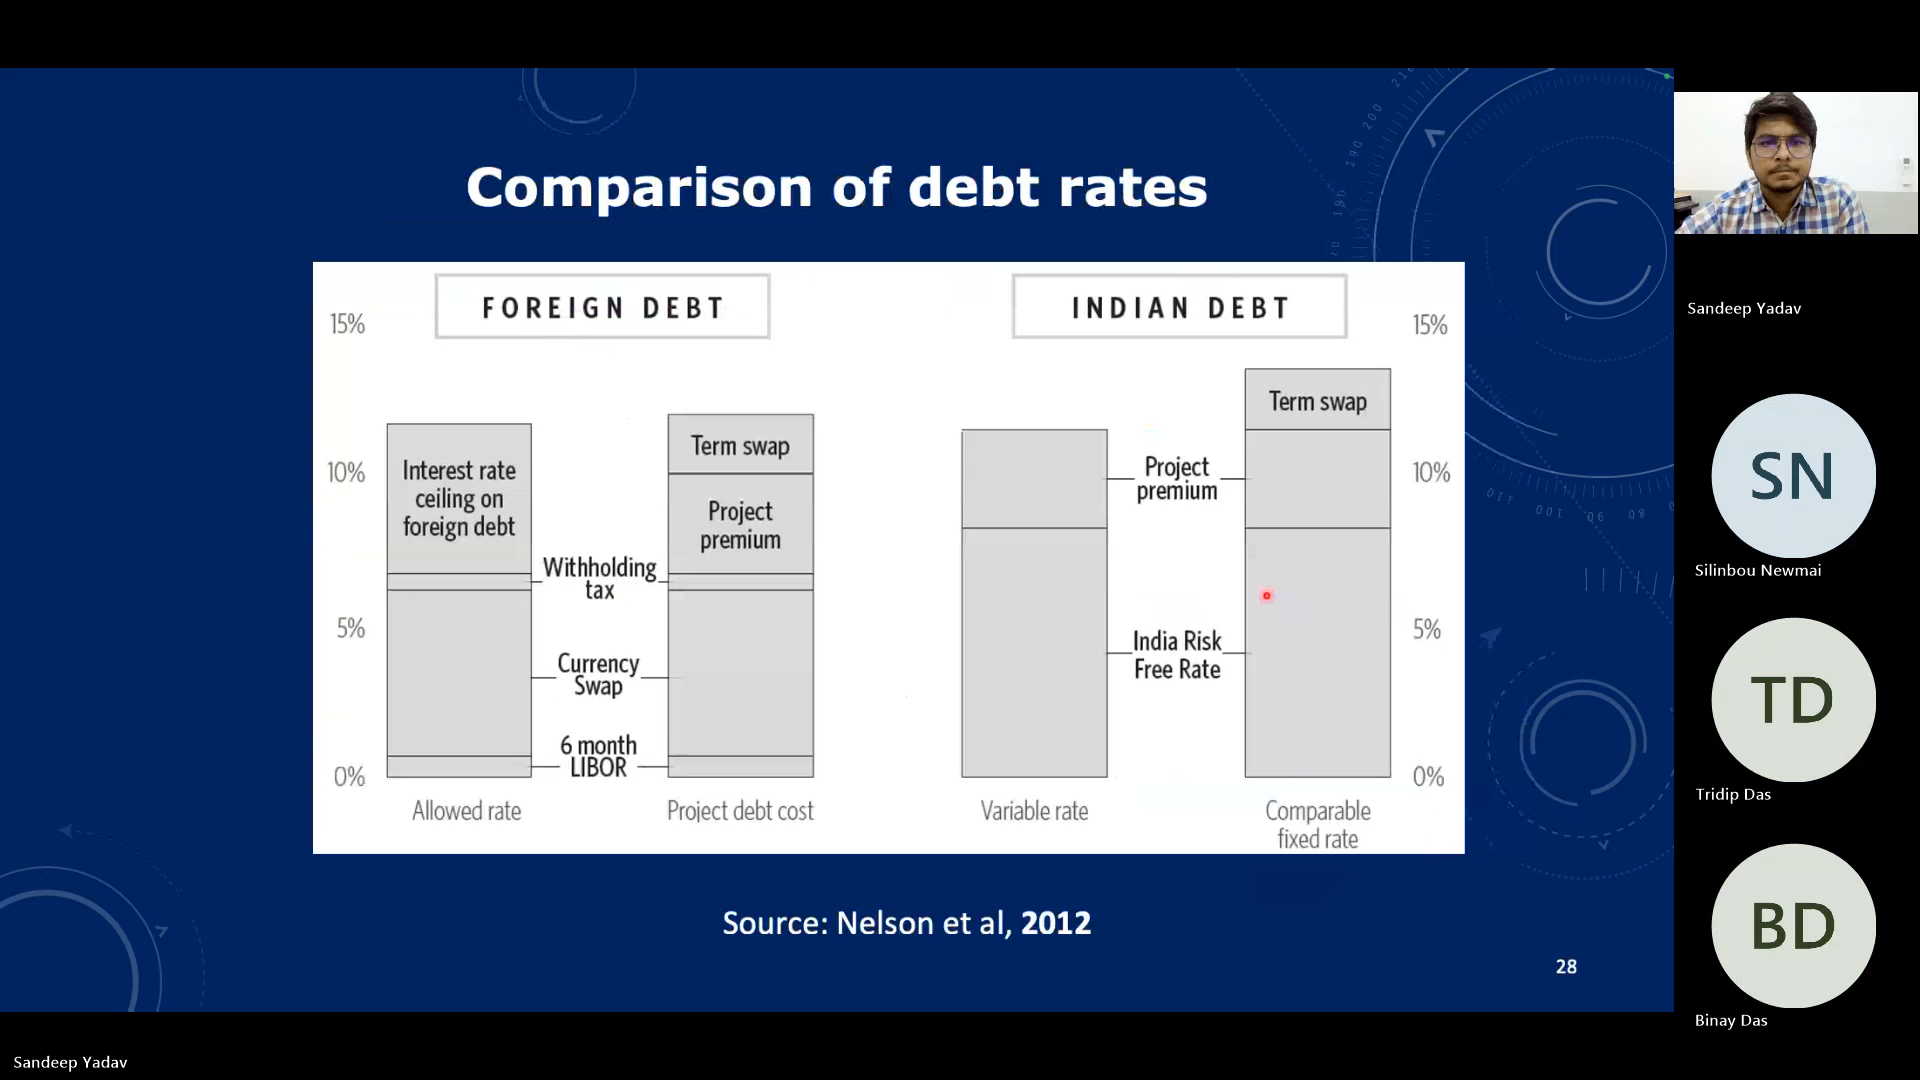 Comparison of debt rates
FOREIGN DEBT
INDIAN DEBT
15%
10%
5%
0%
Interest rate
ceiling on
foreign debt
Withholding
tax
Currency
Swap
6 month
LIBOR
Term swap
Project
premium
Allowed rate
Project debt cost
Project
premium
India Risk
Free Rate
Term swap
15%
10%
5%
0%
Variable rate
Comparable
fixed rate
Source: Nelson et al, 2012
28
Sandeep Yadav
SN
Silinbou Newmai
TD
Tridip Das
BD
Binay Das
Sandeep Yadav